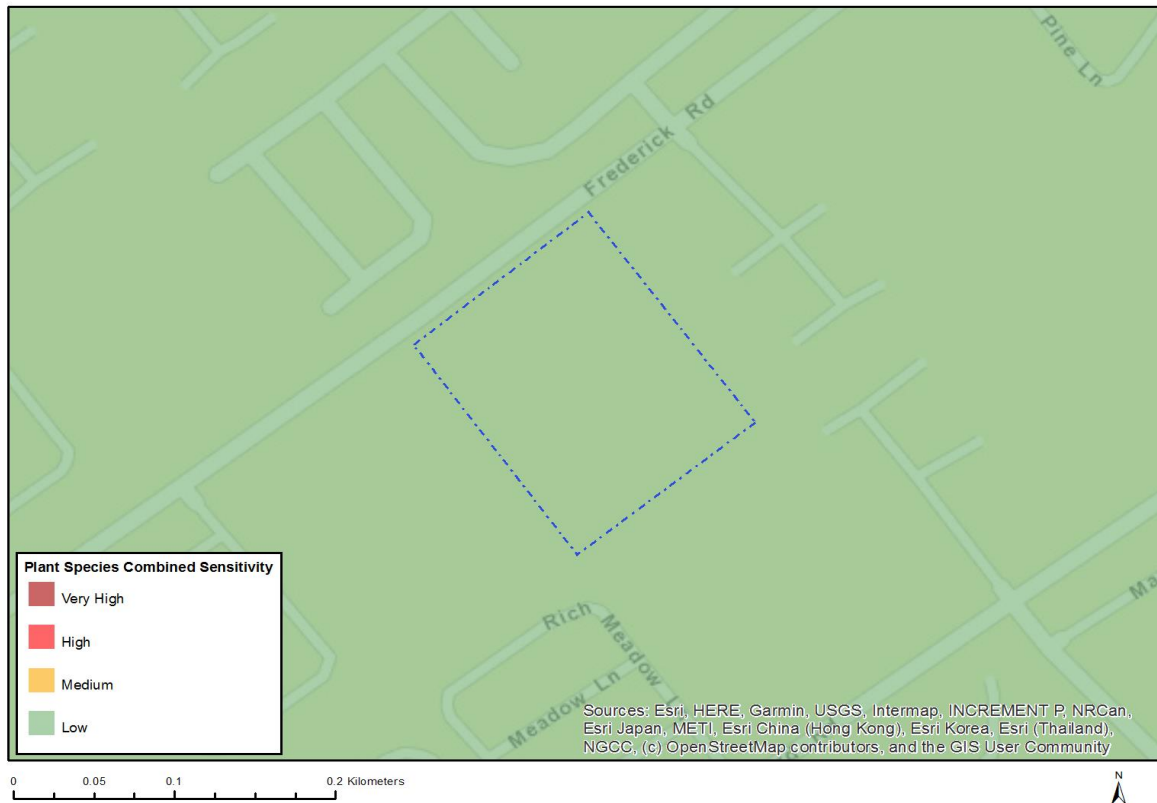 Pine Ln
Frederick Rd
Plant Species Combined Sensitivity
Very High
High
Medium
Low
Rich Meadow Ln
Meadow Ln
Ma
Rd
Sources: Esri, HERE, Garmin, USGS, Intermap, INCREMENT P, NRCan,
Esri Japan, METI, Esri China (Hong Kong), Esri Korea, Esri (Thailand),
NGCC, (c) OpenStreetMap contributors, and the GIS User Community
0 0.05 0.1 0.2 Kilometers
N